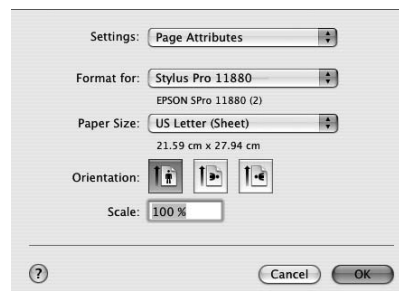 Settings: Page Attributes
Format for: Stylus Pro 11880
EPSON SPro 11880 (2)
Paper Size: US Letter (Sheet)
21.59 cm x 27.94 cm
Orientation:
Scale: 100 %
? Cancel OK